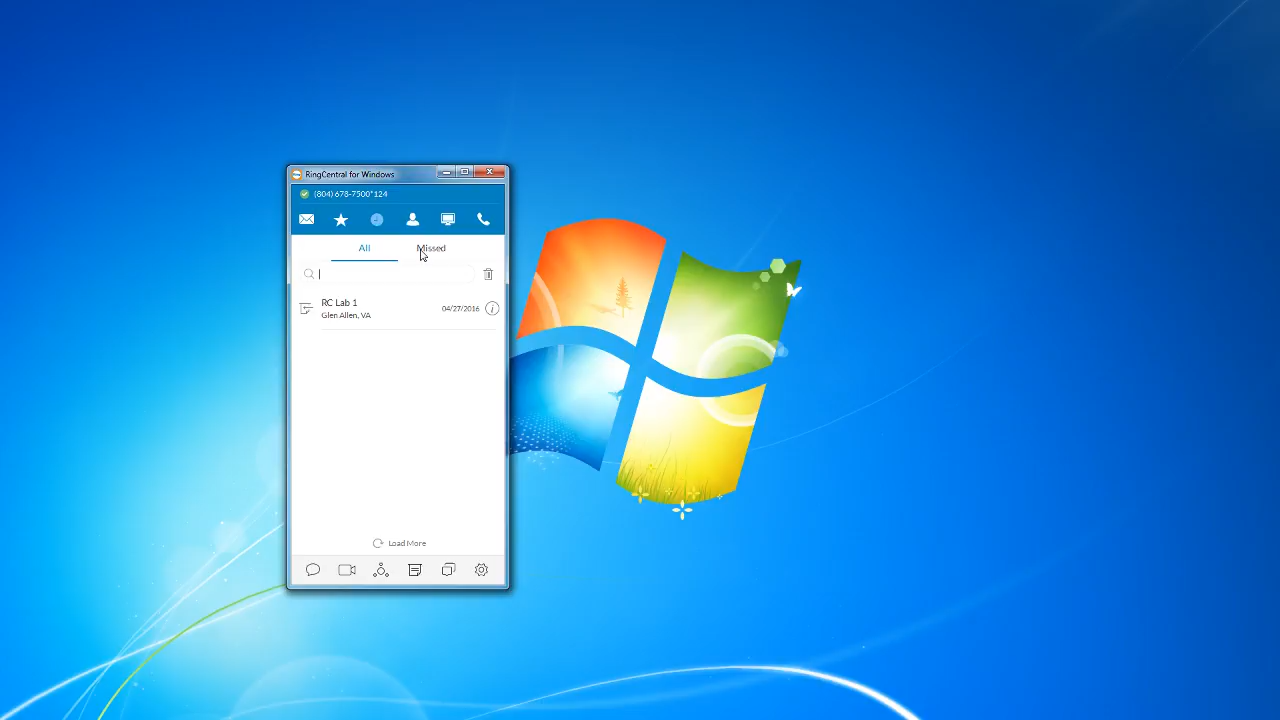 RingCentral for Windows
(804) 678-7500*124
All
Missed
RC Lab 1
04/27/2016
Glen Allen, VA
Load More